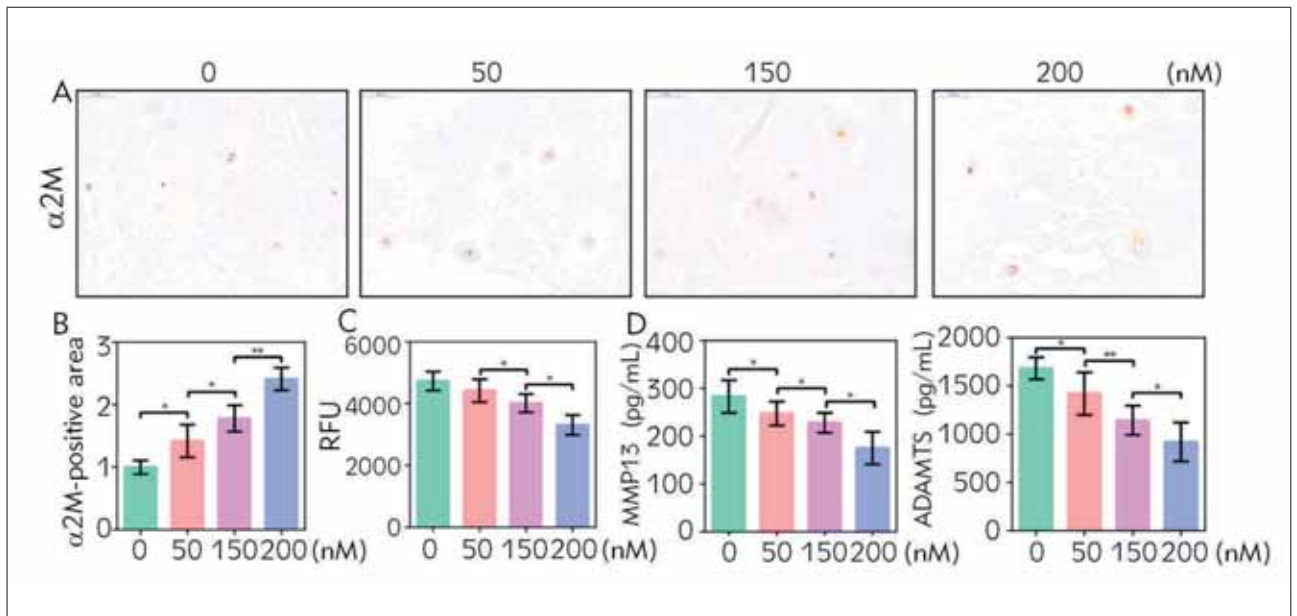 0 50 150 200 (nM)
A
α2M
B
α2M-positive area
3
2
1
0
* * **
0 50 150 200 (nM)
C
RFU
6000
4000
2000
0
* *
0 50 150 200 (nM)
D
MMP13 (pg/mL)
400
300
200
100
0
* * *
0 50 150 200 (nM)
ADAMTS (pg/mL)
2000
1500
1000
500
0
* ** *
0 50 150 200 (nM)